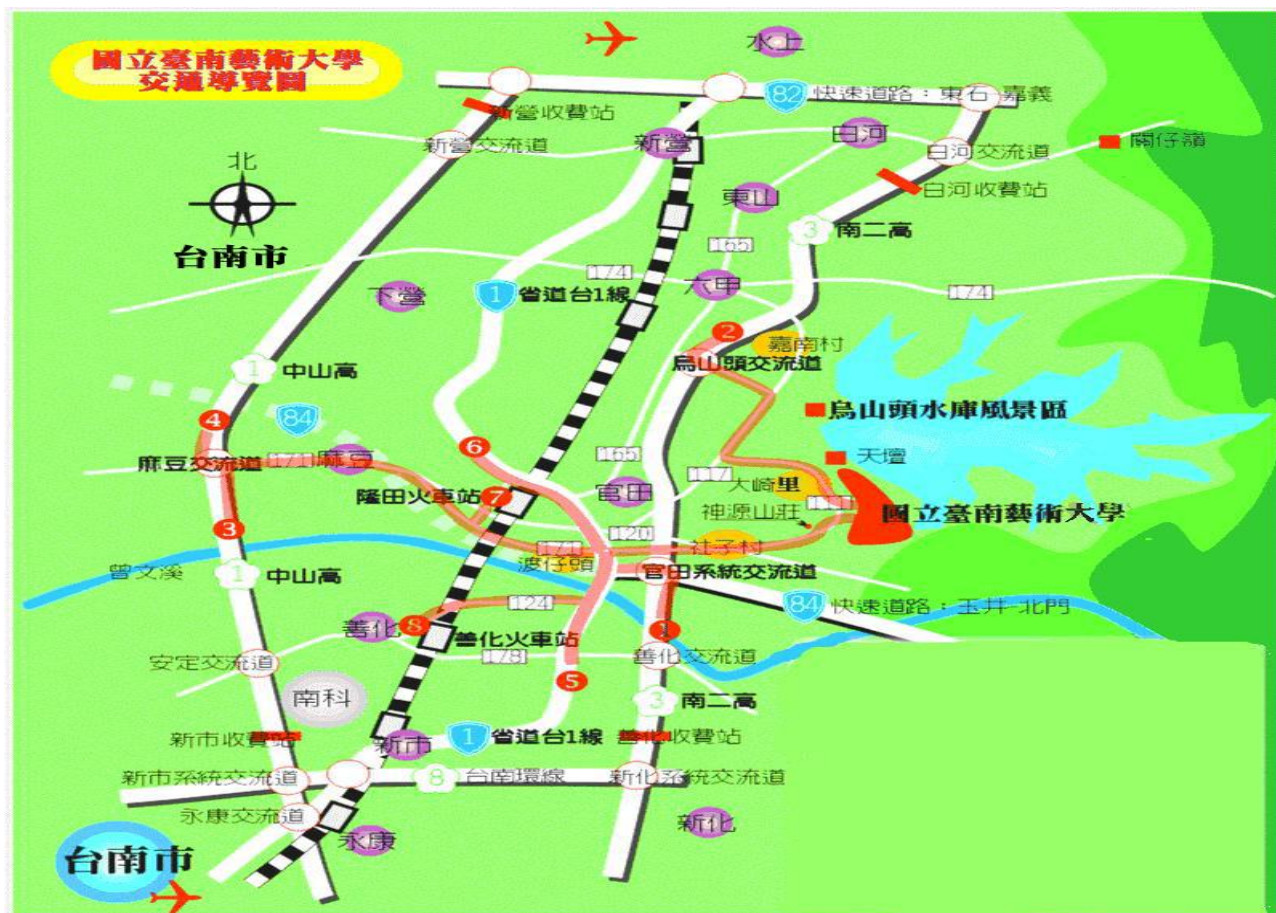 國立臺南藝術大學
交通導覽圖
水上
82
快速道路：東石-嘉義
新營收費站
新營交流道
新營
白河
白河交流道
關仔嶺
北
白河收費站
東山
台南市
3
南二高
165
174
六甲
174
下營
1
省道台1線
2
嘉南村
烏山頭交流道
1
中山高
84
4
烏山頭水庫風景區
6
麻豆交流道
171
麻豆
165
117
天壇
大崎里
隆田火車站
7
官田
神源山莊
111
國立臺南藝術大學
3
120
171
社子村
渡仔頭
官田系統交流道
曾文溪
1
中山高
84
快速道路：玉井-北門
124
善化
8
善化火車站
1
安定交流道
178
善化交流道
5
南科
3
南二高
新市收費站
新市
1
省道台1線
善化收費站
新市系統交流道
8
台南環線
新化系統交流道
永康交流道
新化
永康
台南市